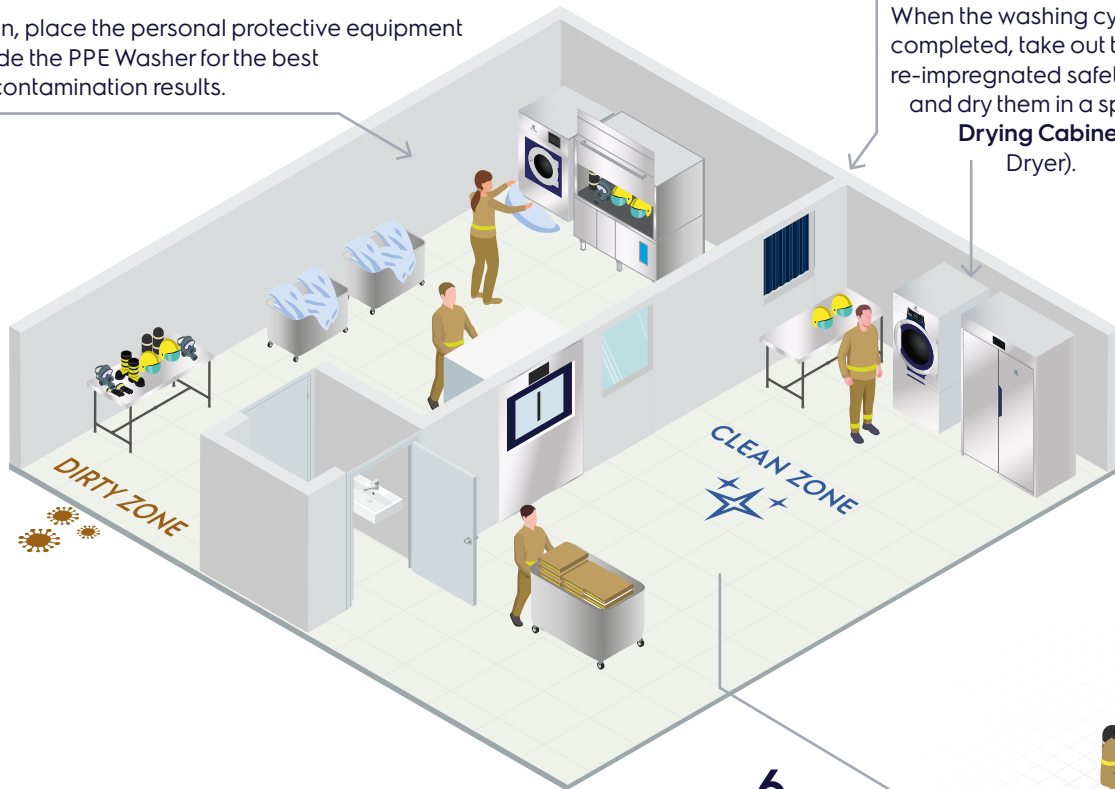 n, place the personal protective equipment
de the PPE Washer for the best
contamination results.
When the washing cy
completed, take out t
re-impregnated safet
and dry them in a sp
Drying Cabine
Dryer).
DIRTY ZONE
CLEAN ZONE
6